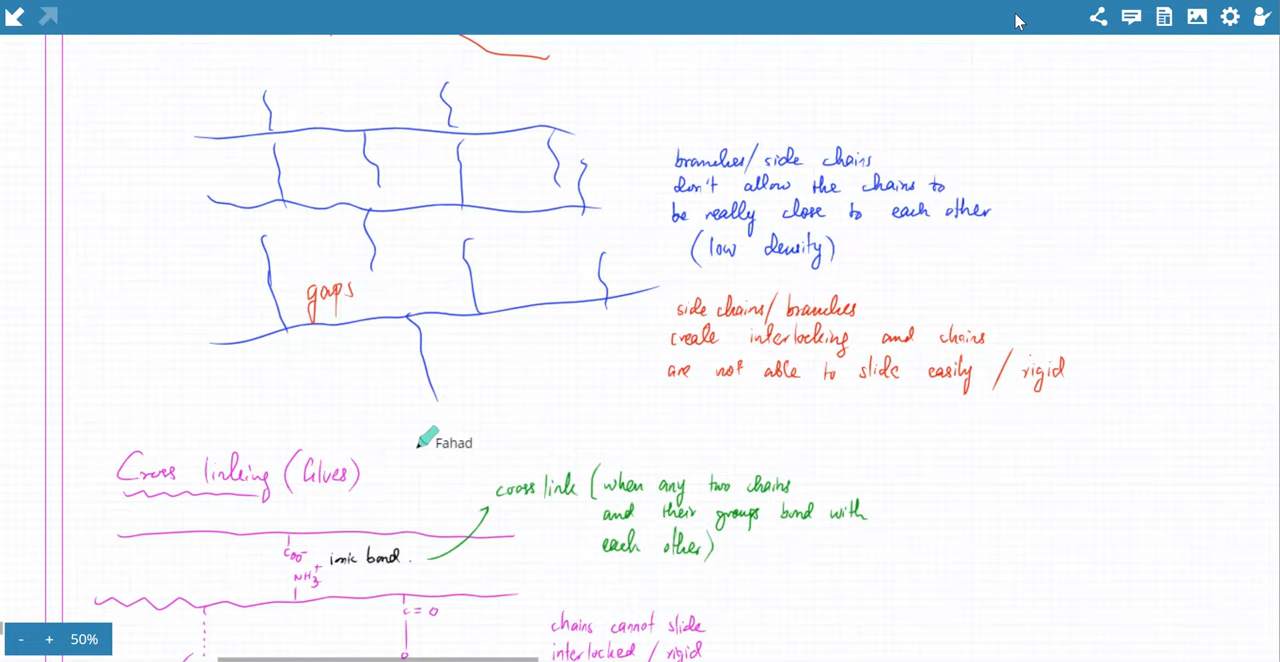 branches/ side chains
don't allow the chains to
be really close to each other
(low density)
gaps
side chains/ branches
create interlocking and chains
are not able to slide easily / rigid
Fahad
Cross linking (Glues)
cross link (when any two chains
and their groups bond with
each other)
COO-
ionic bond.
NH3+
C=O
O
chains cannot slide
interlocked / rigid
- + 50%